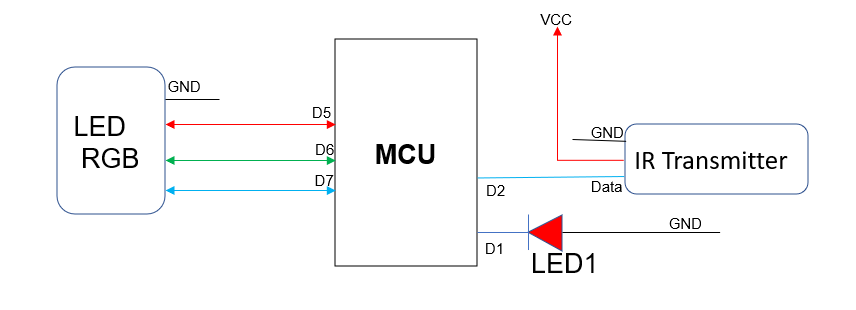 VCC
GND
LED
RGB
D5
D6
D7
MCU
GND
IR Transmitter
D2
Data
D1
GND
LED1